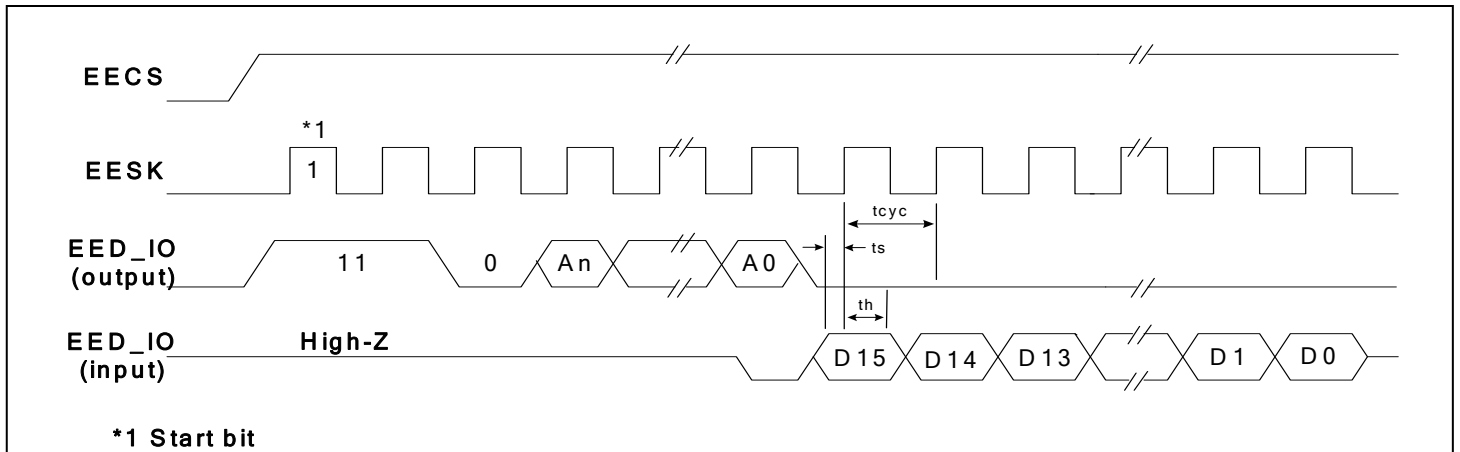 EECS
*1
EESK
1
tcyc
ts
EED_IO
(output)
11
0
An
A0
th
EED_IO
(input)
High-Z
D15
D14
D13
D1
D0
*1 Start bit